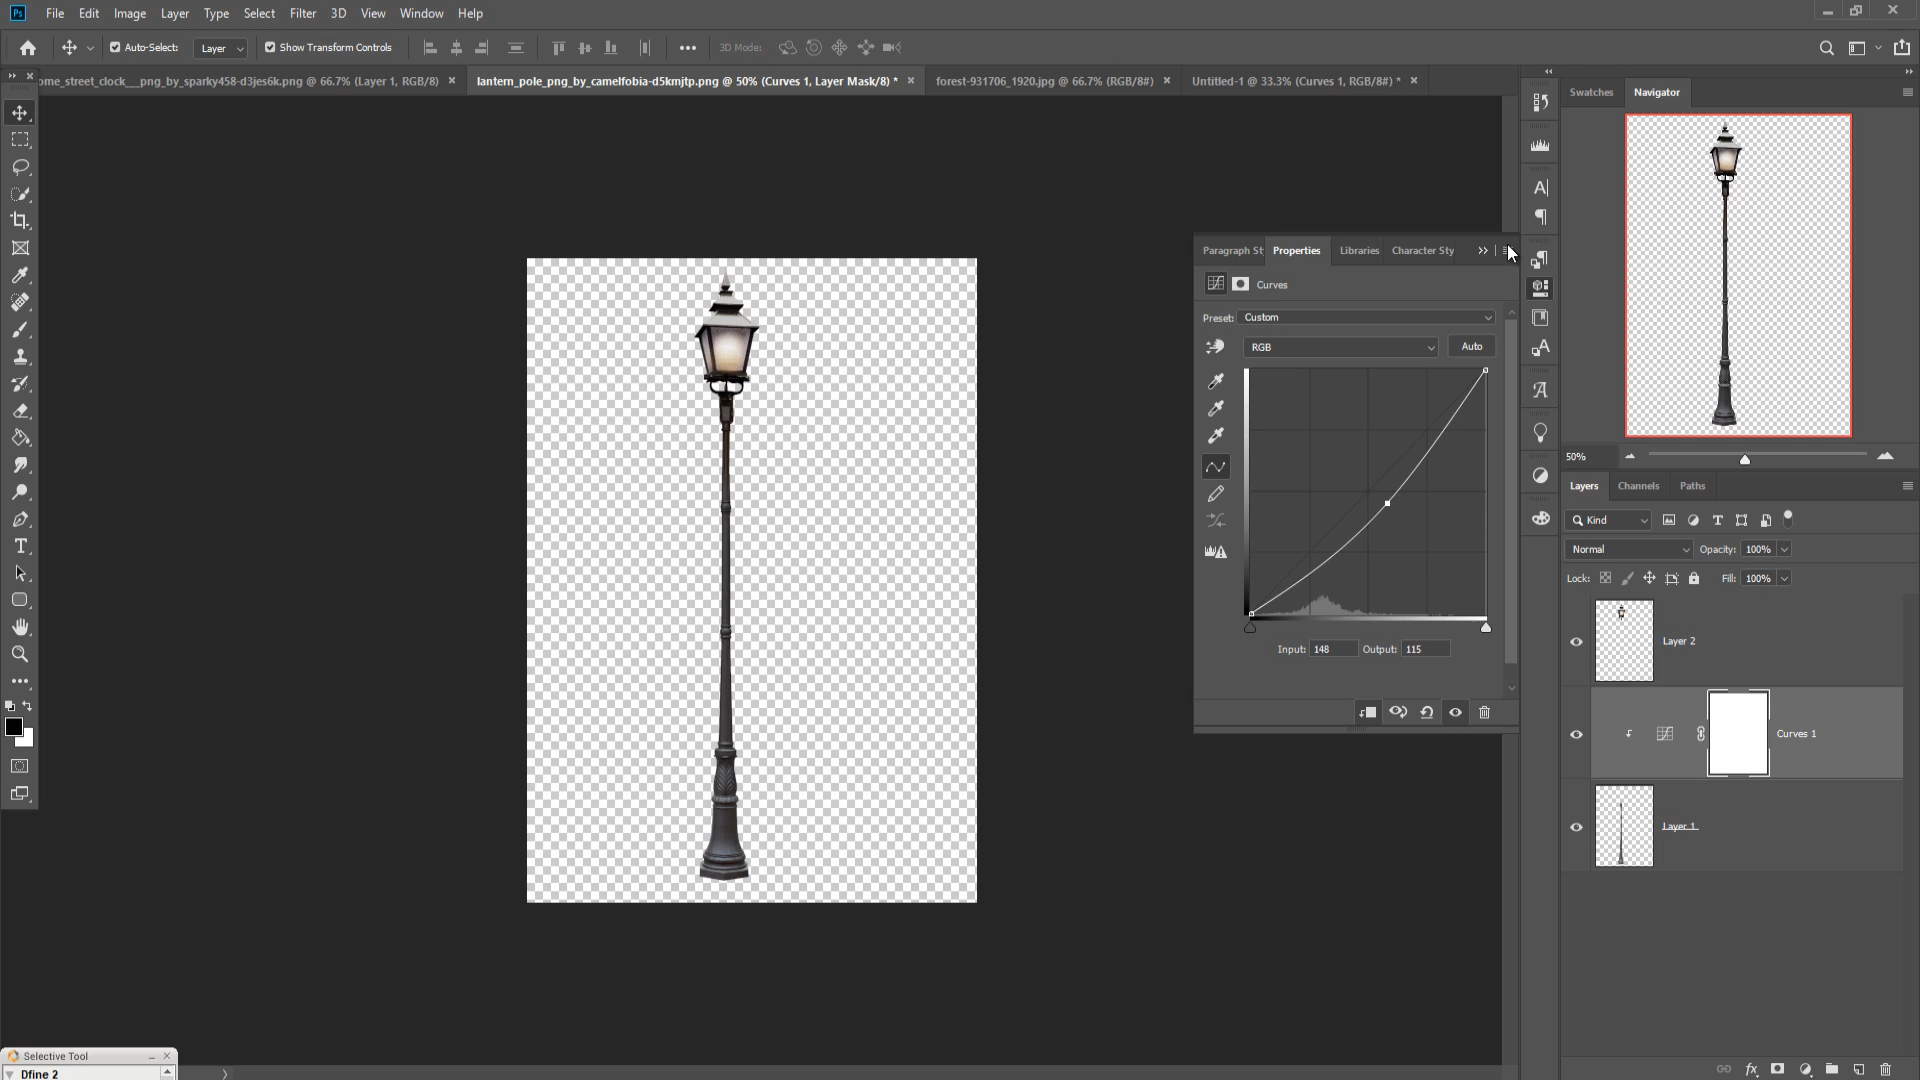 Ps File Edit Image Layer Type Select Filter 3D View Window Help
Auto-Select: Layer Show Transform Controls 3D Mode:
ome_street_clock___png_by_sparky458-d3jes6k.png @ 66.7% (Layer 1, RGB/8) lantern_pole_png_by_camelfobia-d5kmjtp.png @ 50% (Curves 1, Layer Mask/8) * forest-931706_1920.jpg @ 66.7% (RGB/8#) Untitled-1 @ 33.3% (Curves 1, RGB/8#) *
Swatches Navigator
Paragraph St Properties Libraries Character Sty
Curves
Preset: Custom
RGB Auto
Input: 148 Output: 115
50%
Layers Channels Paths
Kind
Normal Opacity: 100%
Lock: Fill: 100%
Layer 2
Curves 1
Layer 1
Selective Tool
Dfine 2